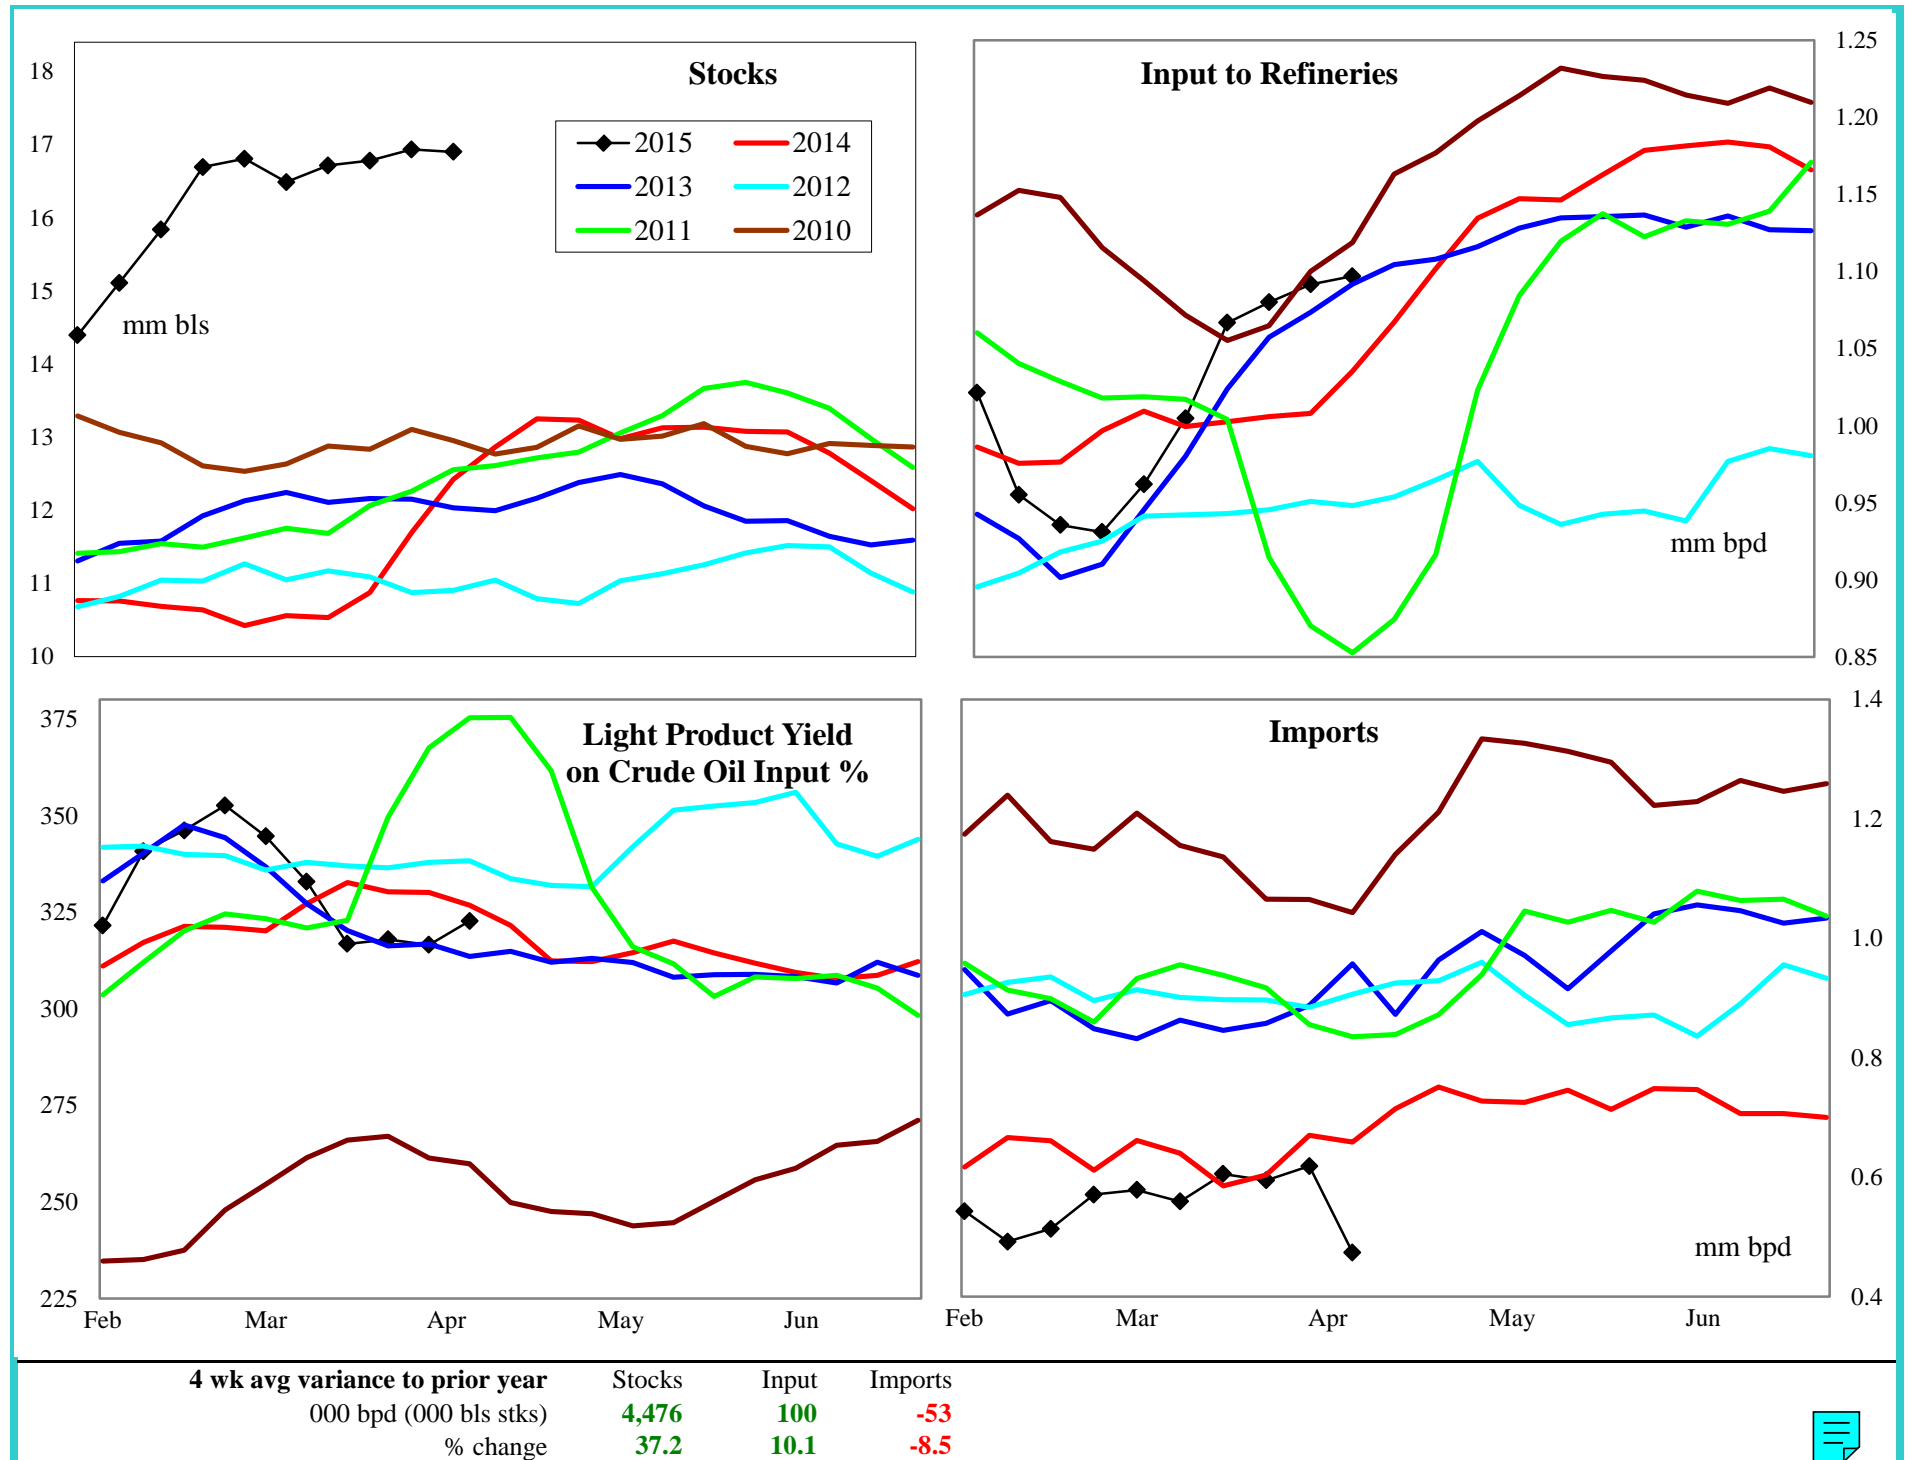 Stocks
18
17
16
15
14
13
12
11
10
2015 2014
2013 2012
2011 2010
mm bls
Input to Refineries
1.25
1.20
1.15
1.10
1.05
1.00
0.95
0.90
0.85
mm bpd
Light Product Yield
on Crude Oil Input %
375
350
325
300
275
250
225
Feb Mar Apr May Jun
Imports
1.4
1.2
1.0
0.8
0.6
0.4
mm bpd
Feb Mar Apr May Jun
4 wk avg variance to prior year Stocks Input Imports
000 bpd (000 bls stks) 4,476 100 -53
% change 37.2 10.1 -8.5